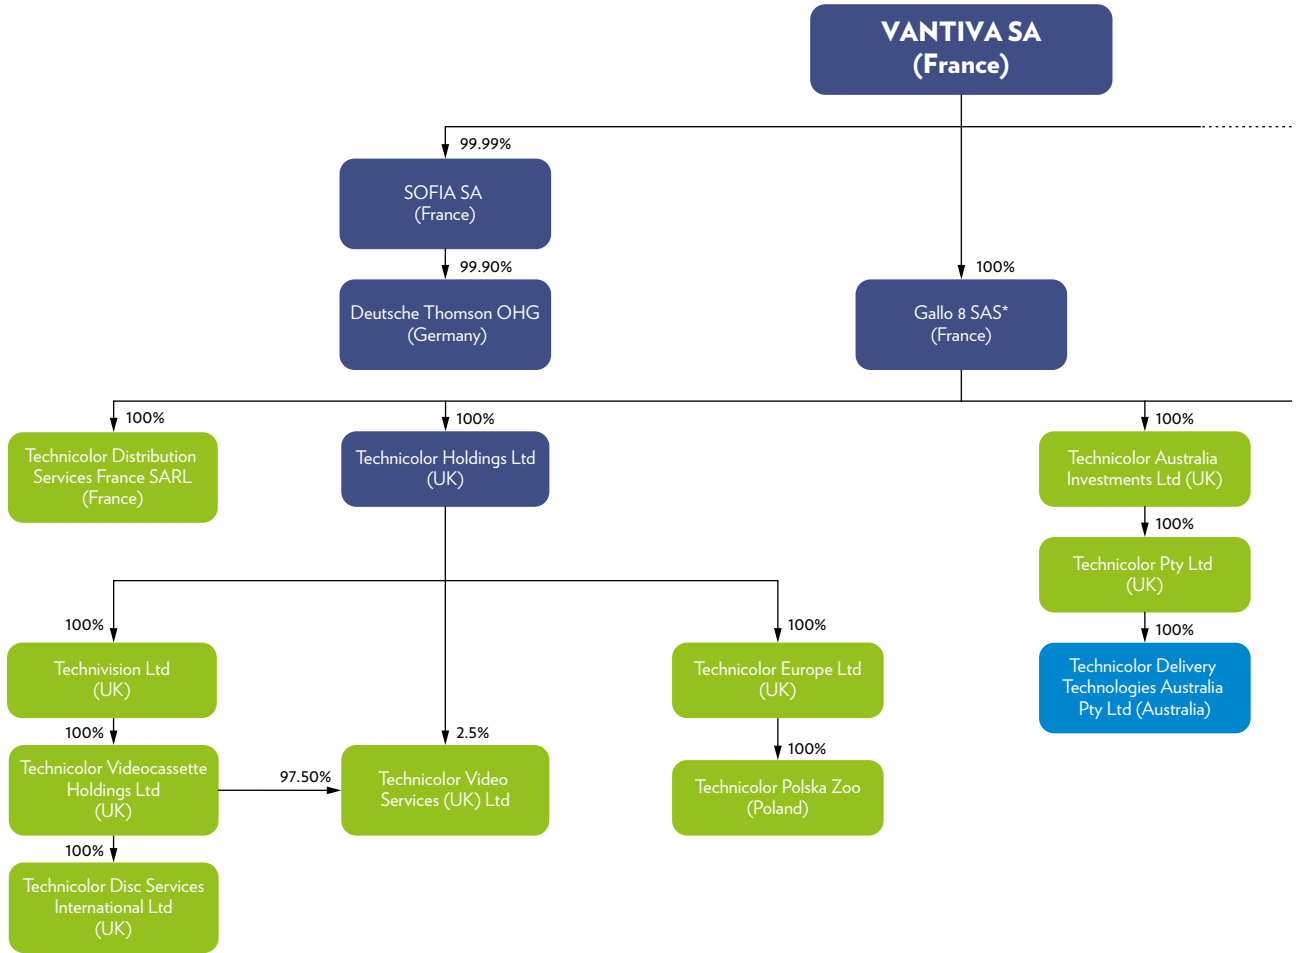 VANTIVA SA
(France)
99.99%
SOFIA SA
(France)
99.90%
100%
Deutsche Thomson OHG
(Germany)
Gallo 8 SAS*
(France)
100%
100%
100%
Technicolor Distribution
Services France SARL
(France)
Technicolor Holdings Ltd
(UK)
Technicolor Australia
Investments Ltd (UK)
100%
Technicolor Pty Ltd
(UK)
100%
100%
100%
Technivision Ltd
(UK)
Technicolor Europe Ltd
(UK)
Technicolor Delivery
Technologies Australia
Pty Ltd (Australia)
100%
2.5%
100%
Technicolor Videocassette
Holdings Ltd
(UK)
97.50%
Technicolor Video
Services (UK) Ltd
Technicolor Polska Zoo
(Poland)
100%
Technicolor Disc Services
International Ltd
(UK)